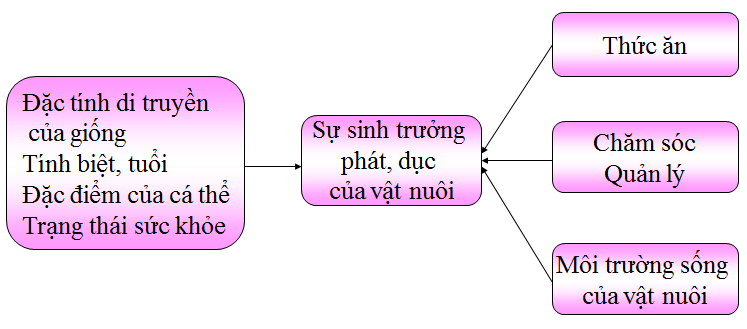 Đặc tính di truyền
của giống
Tính biệt, tuổi
Đặc điểm của cá thể
Trạng thái sức khỏe
Sự sinh trưởng
phát, dục
của vật nuôi
Thức ăn
Chăm sóc
Quản lý
Môi trường sống
của vật nuôi